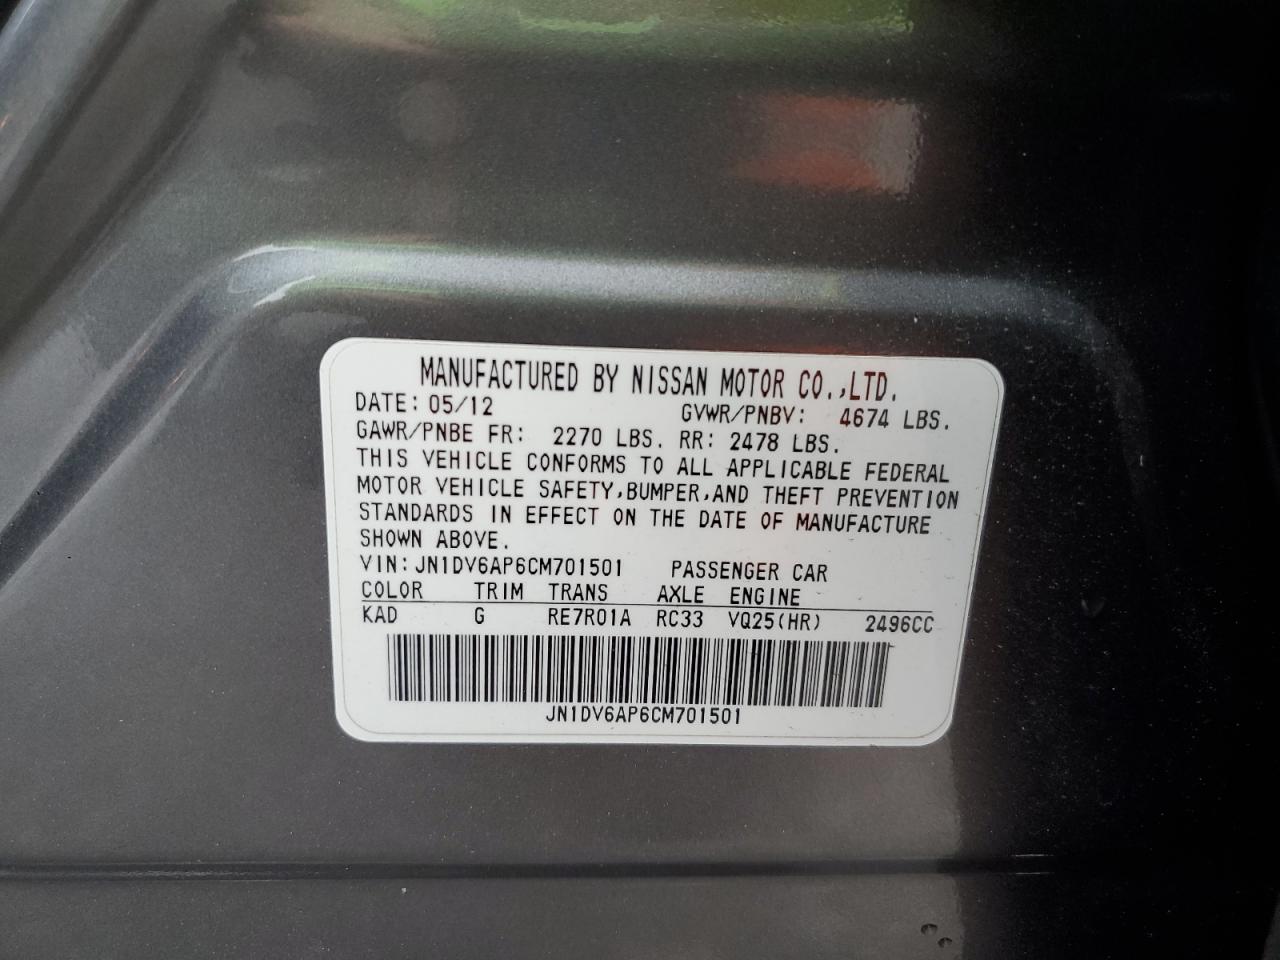 MANUFACTURED BY NISSAN MOTOR CO.,LTD.
DATE: 05/12 GVWR/PNBV: 4674 LBS.
GAWR/PNBE FR: 2270 LBS. RR: 2478 LBS.
THIS VEHICLE CONFORMS TO ALL APPLICABLE FEDERAL
MOTOR VEHICLE SAFETY,BUMPER,AND THEFT PREVENTION
STANDARDS IN EFFECT ON THE DATE OF MANUFACTURE
SHOWN ABOVE.
VIN:JN1DV6AP6CM701501 PASSENGER CAR
COLOR TRIM TRANS AXLE ENGINE
KAD G RE7R01A RC33 VQ25(HR) 2496CC
JN1DV6AP6CM701501